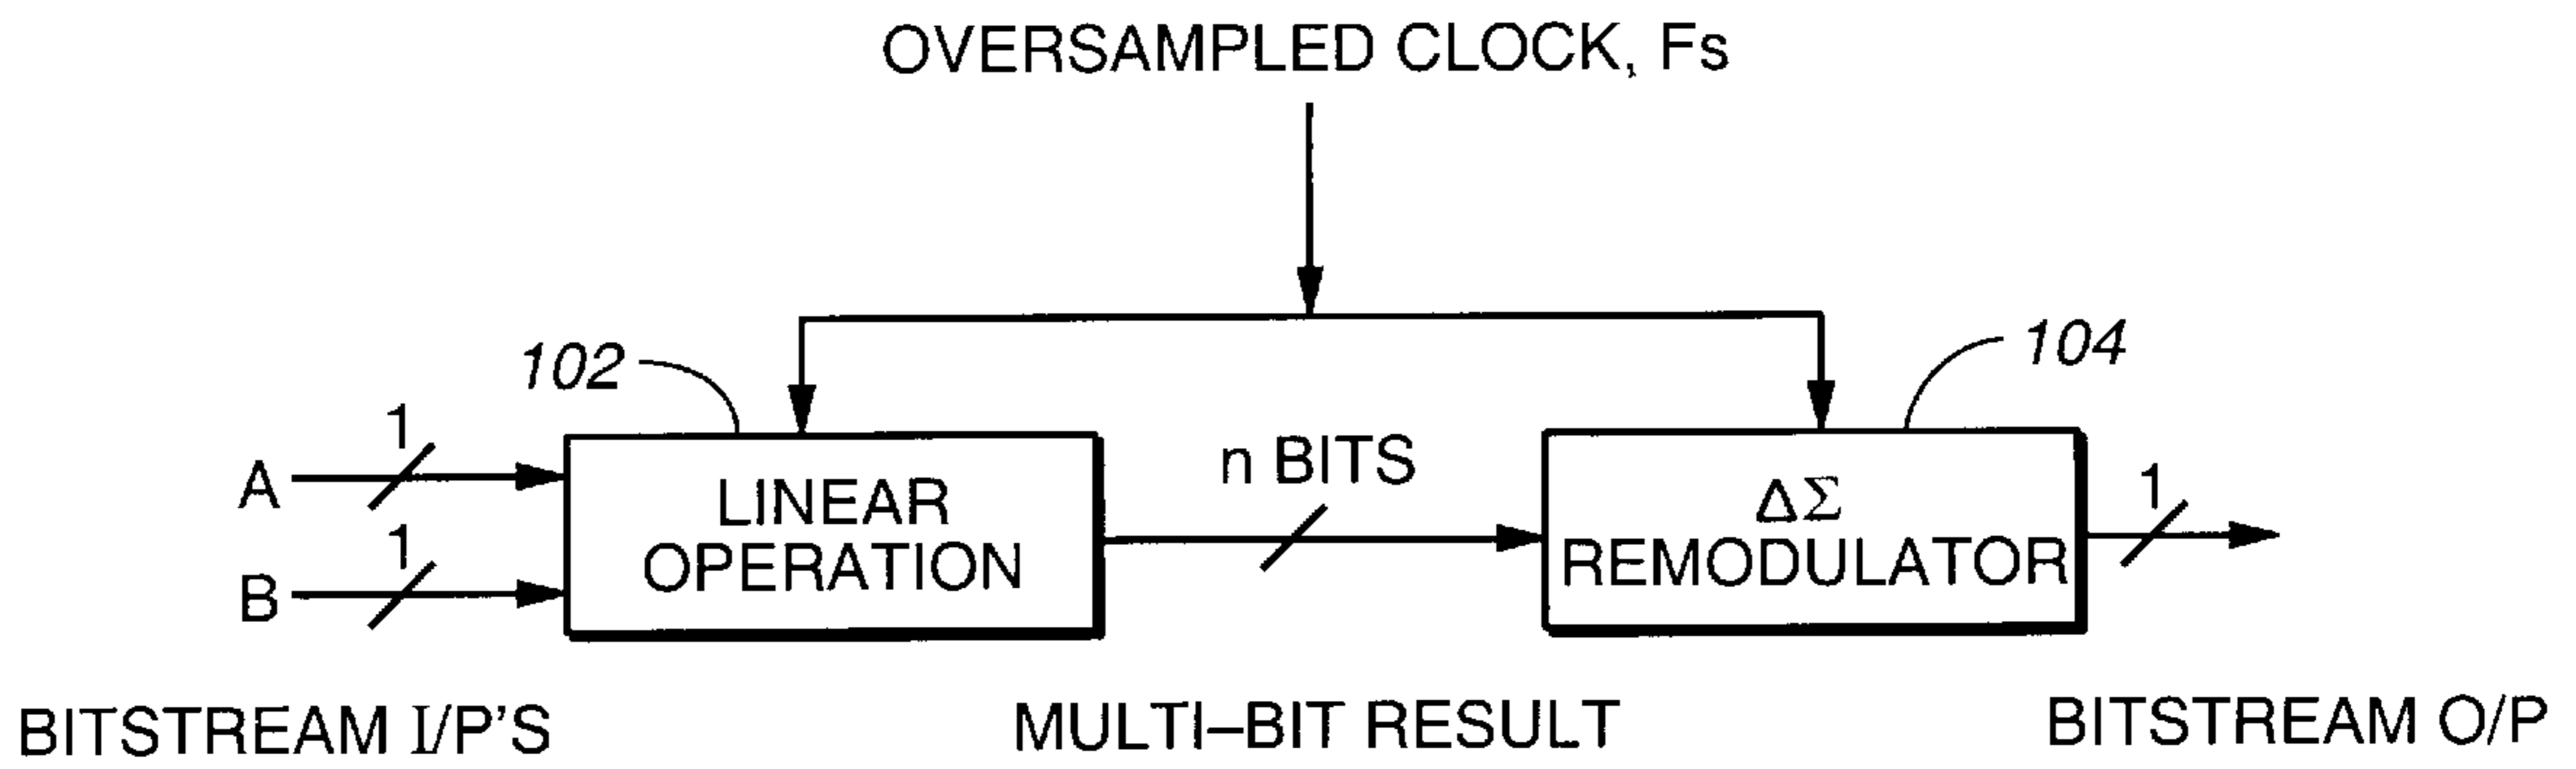 OVERSAMPLED CLOCK, Fs
102
104
1
A
1
B
LINEAR
OPERATION
n BITS
ΔΣ
REMODULATOR
1
BITSTREAM I/P'S
MULTI–BIT RESULT
BITSTREAM O/P